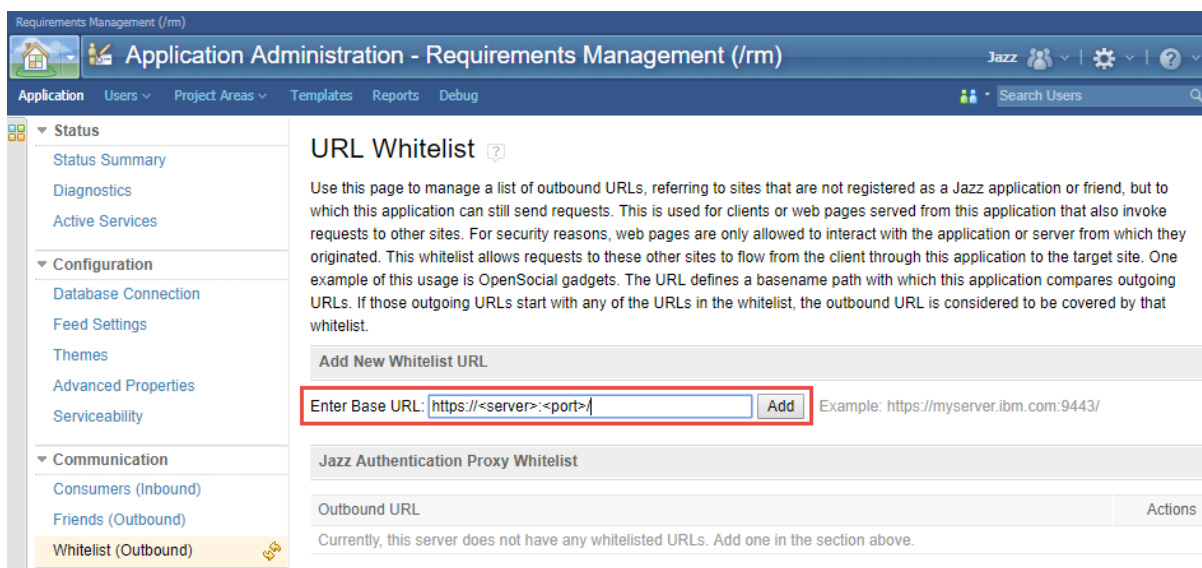 Requirements Management (/rm)
Application Administration - Requirements Management (/rm)
Jazz
Application Users Project Areas Templates Reports Debug
Search Users
Status
Status Summary
Diagnostics
Active Services
Configuration
Database Connection
Feed Settings
Themes
Advanced Properties
Serviceability
Communication
Consumers (Inbound)
Friends (Outbound)
Whitelist (Outbound)
URL Whitelist ?
Use this page to manage a list of outbound URLs, referring to sites that are not registered as a Jazz application or friend, but to
which this application can still send requests. This is used for clients or web pages served from this application that also invoke
requests to other sites. For security reasons, web pages are only allowed to interact with the application or server from which they
originated. This whitelist allows requests to these other sites to flow from the client through this application to the target site. One
example of this usage is OpenSocial gadgets. The URL defines a basename path with which this application compares outgoing
URLs. If those outgoing URLs start with any of the URLs in the whitelist, the outbound URL is considered to be covered by that
whitelist.
Add New Whitelist URL
Enter Base URL: https://<server>:<port>/ Add Example: https://myserver.ibm.com:9443/
Jazz Authentication Proxy Whitelist
Outbound URL Actions
Currently, this server does not have any whitelisted URLs. Add one in the section above.